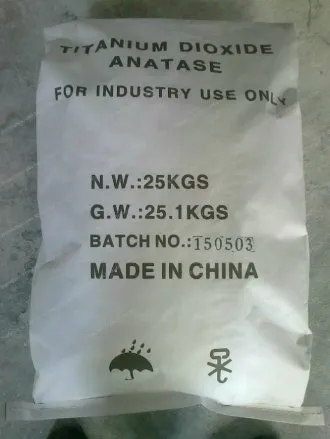 TITANIUM DIOXIDE
ANATASE
FOR INDUSTRY USE ONLY
N.W.:25KGS
G.W.:25.1KGS
BATCH NO.:150503
MADE IN CHINA